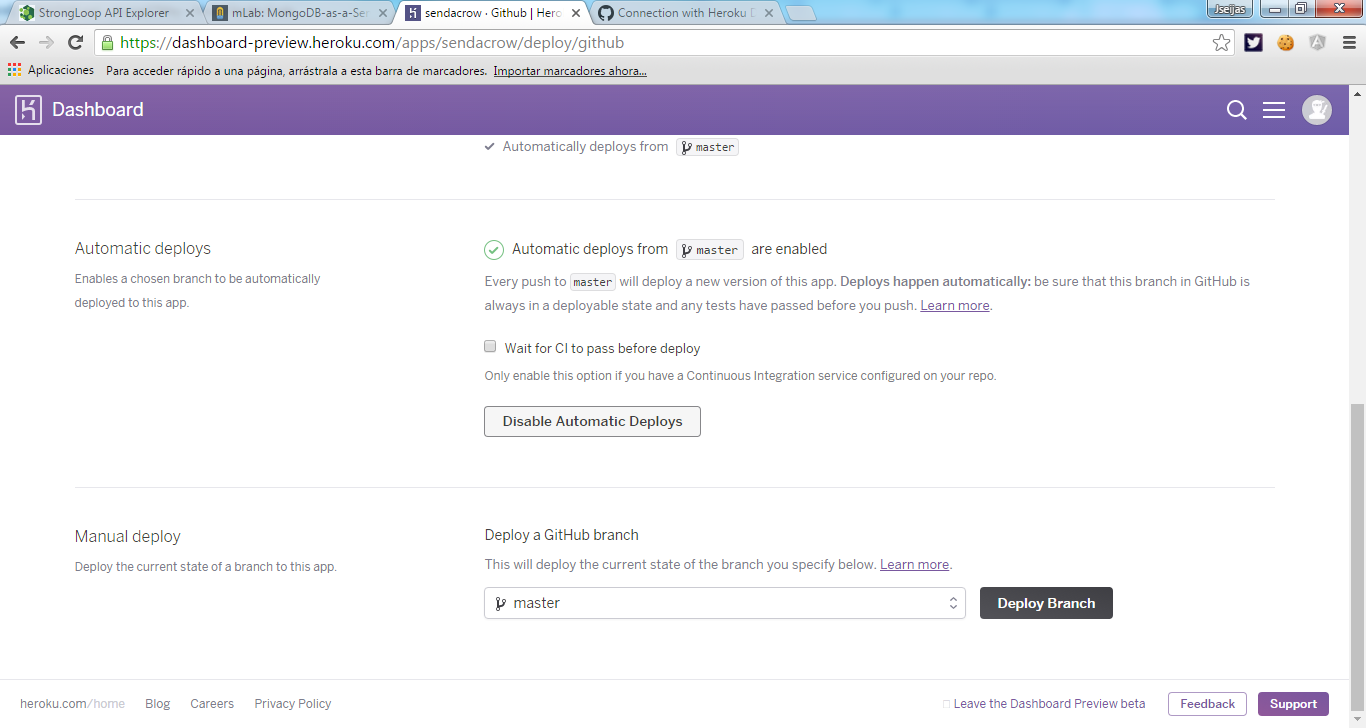 StrongLoop API Explorer
mLab: MongoDB-as-a-Ser
sendacrow · Github | Hero
Connection with Heroku D
Jseijas
https://dashboard-preview.heroku.com/apps/sendacrow/deploy/github
Aplicaciones Para acceder rápido a una página, arrástrala a esta barra de marcadores. Importar marcadores ahora...
Dashboard
Automatically deploys from master
Automatic deploys
Enables a chosen branch to be automatically
deployed to this app.
Automatic deploys from master are enabled
Every push to master will deploy a new version of this app. Deploys happen automatically: be sure that this branch in GitHub is
always in a deployable state and any tests have passed before you push. Learn more.
Wait for CI to pass before deploy
Only enable this option if you have a Continuous Integration service configured on your repo.
Disable Automatic Deploys
Manual deploy
Deploy the current state of a branch to this app.
Deploy a GitHub branch
This will deploy the current state of the branch you specify below. Learn more.
master
Deploy Branch
heroku.com/home Blog Careers Privacy Policy
Leave the Dashboard Preview beta Feedback Support